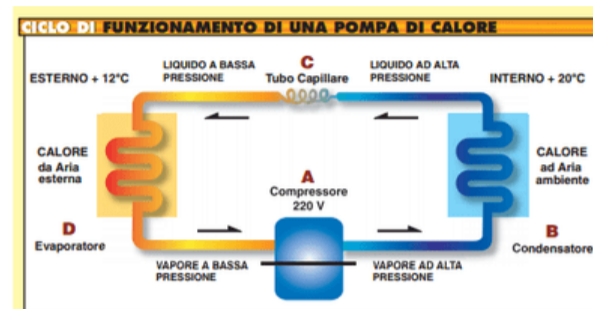 CICLO DI FUNZIONAMENTO DI UNA POMPA DI CALORE
ESTERNO + 12°C
LIQUIDO A BASSA
PRESSIONE
C
Tubo Capillare
LIQUIDO AD ALTA
PRESSIONE
INTERNO + 20°C
CALORE
da Aria
esterna
A
Compressore
220 V
CALORE
ad Aria
ambiente
D
Evaporatore
B
Condensatore
VAPORE A BASSA
PRESSIONE
VAPORE AD ALTA
PRESSIONE